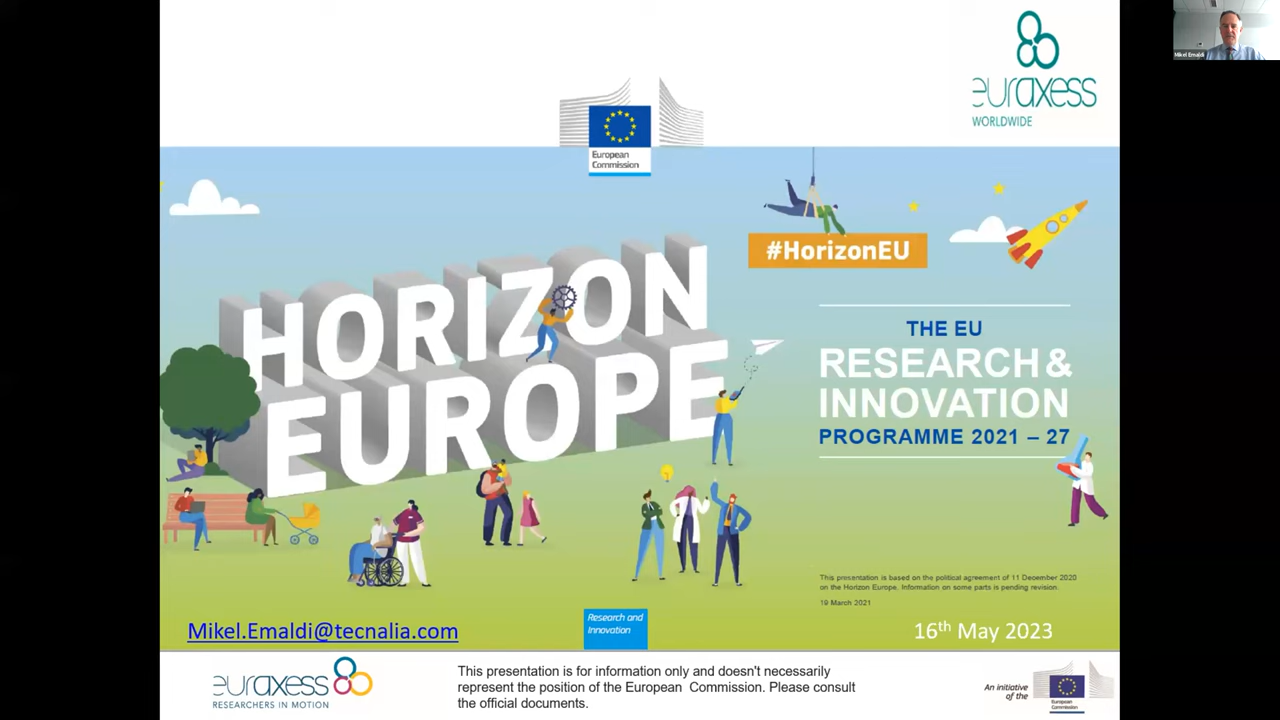 Mikel Emaldi
euraxess
WORLDWIDE
European
Commission
#HorizonEU
HORIZON
EUROPE
THE EU
RESEARCH &
INNOVATION
PROGRAMME 2021 – 27
This presentation is based on the political agreement of 11 December 2020
on the Horizon Europe. Information on some parts is pending revision.
19 March 2021
Mikel.Emaldi@tecnalia.com
Research and
Innovation
16th May 2023
euraxess
RESEARCHERS IN MOTION
This presentation is for information only and doesn't necessarily
represent the position of the European Commission. Please consult
the official documents.
An initiative
of the
European
Commission